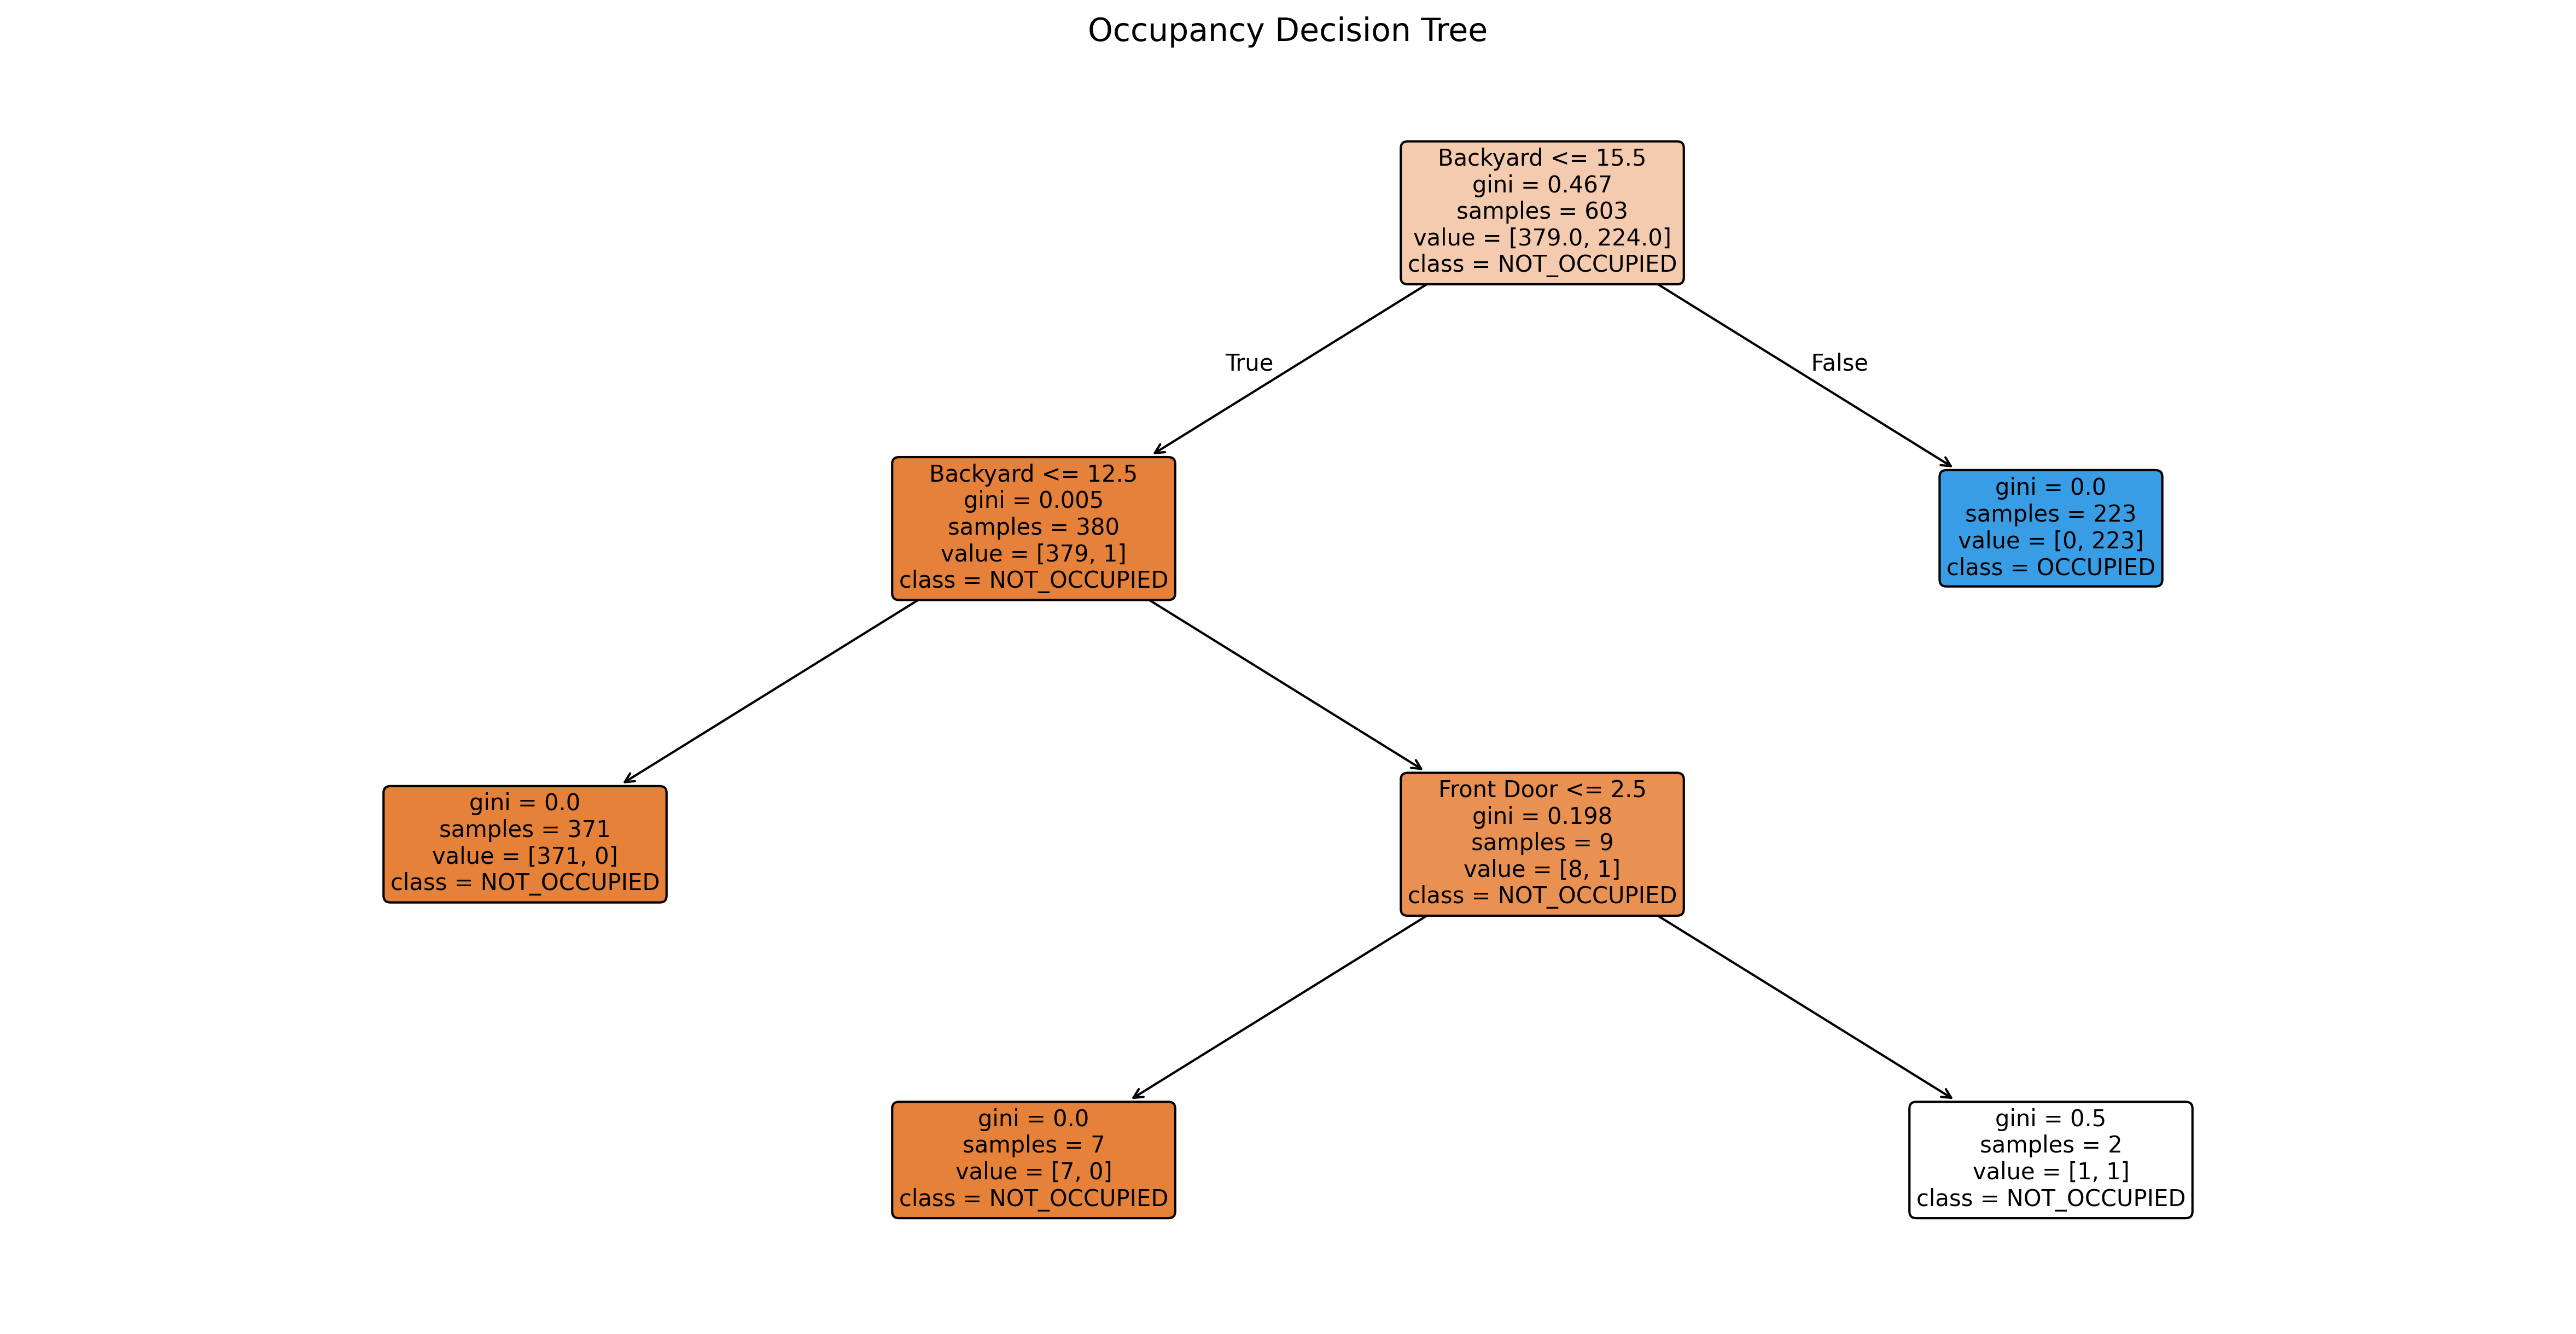 Occupancy Decision Tree
Backyard <= 15.5
gini = 0.467
samples = 603
value = [379.0, 224.0]
class = NOT_OCCUPIED
True
False
Backyard <= 12.5
gini = 0.005
samples = 380
value = [379, 1]
class = NOT_OCCUPIED
gini = 0.0
samples = 223
value = [0, 223]
class = OCCUPIED
gini = 0.0
samples = 371
value = [371, 0]
class = NOT_OCCUPIED
Front Door <= 2.5
gini = 0.198
samples = 9
value = [8, 1]
class = NOT_OCCUPIED
gini = 0.0
samples = 7
value = [7, 0]
class = NOT_OCCUPIED
gini = 0.5
samples = 2
value = [1, 1]
class = NOT_OCCUPIED